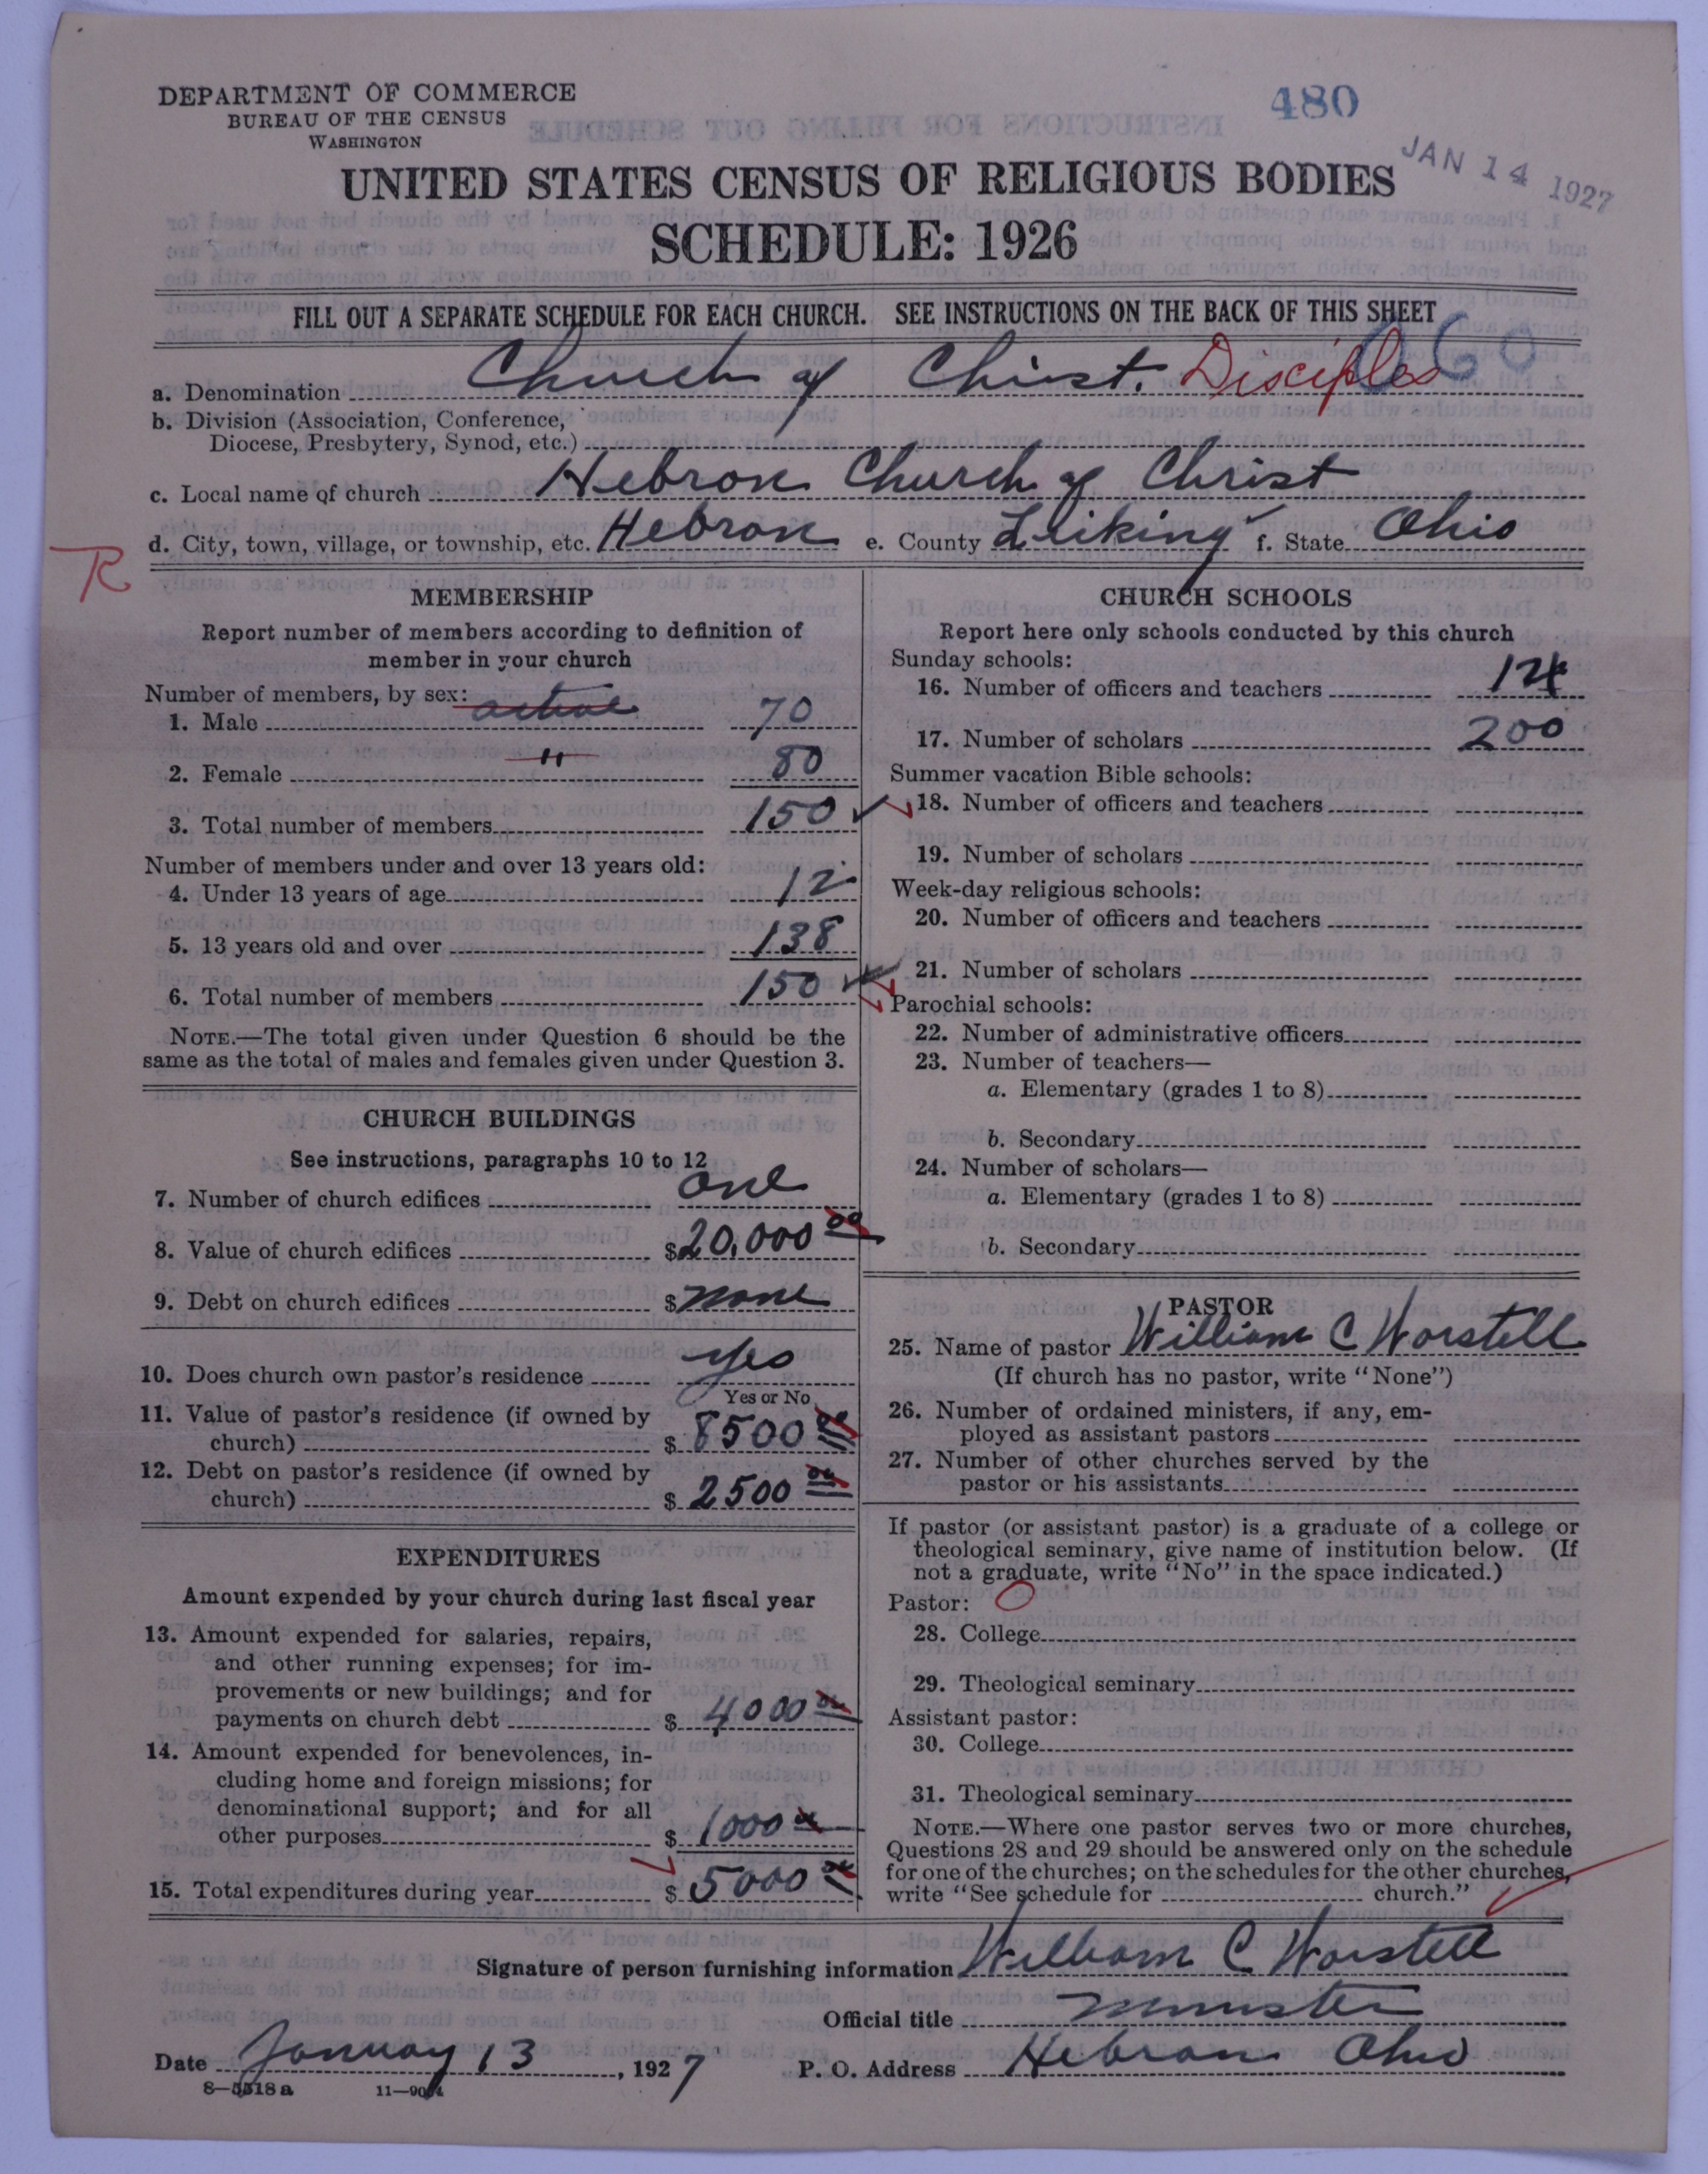 DEPARTMENT OF COMMERCE
BUREAU OF THE CENSUS
WASHINGTON
480
JAN 14 1927
UNITED STATES CENSUS OF RELIGIOUS BODIES
SCHEDULE: 1926
FILL OUT A SEPARATE SCHEDULE FOR EACH CHURCH. SEE INSTRUCTIONS ON THE BACK OF THIS SHEET
060
a. Denomination Church of Christ. Disciples
b. Division (Association, Conference,
Diocese, Presbytery, Synod, etc.)
c. Local name of church Hebron Church of Christ
d. City, town, village, or township, etc. Hebron e. County Licking f. State Ohio
R
MEMBERSHIP
Report number of members according to definition of
member in your church
Number of members, by sex:
1. Male actual 70
2. Female " 80
3. Total number of members 150
Number of members under and over 13 years old:
4. Under 13 years of age 12
5. 13 years old and over 138
6. Total number of members 150
NOTE.—The total given under Question 6 should be the
same as the total of males and females given under Question 3.
CHURCH BUILDINGS
See instructions, paragraphs 10 to 12
7. Number of church edifices one
8. Value of church edifices $20,000 00
9. Debt on church edifices $none
10. Does church own pastor's residence yes
Yes or No
11. Value of pastor's residence (if owned by
church) $ 8500 00
12. Debt on pastor's residence (if owned by
church) $ 2500 00
EXPENDITURES
Amount expended by your church during last fiscal year
13. Amount expended for salaries, repairs,
and other running expenses; for im-
provements or new buildings; and for
payments on church debt $ 4000 00
14. Amount expended for benevolences, in-
cluding home and foreign missions; for
denominational support; and for all
other purposes $ 1000 00
15. Total expenditures during year $ 5000 00
CHURCH SCHOOLS
Report here only schools conducted by this church
Sunday schools:
16. Number of officers and teachers 14
17. Number of scholars 200
Summer vacation Bible schools:
18. Number of officers and teachers
19. Number of scholars
Week-day religious schools:
20. Number of officers and teachers
21. Number of scholars
Parochial schools:
22. Number of administrative officers
23. Number of teachers—
a. Elementary (grades 1 to 8)
b. Secondary
24. Number of scholars—
a. Elementary (grades 1 to 8)
b. Secondary
PASTOR
25. Name of pastor William C Worstell
(If church has no pastor, write "None")
26. Number of ordained ministers, if any, em-
ployed as assistant pastors
27. Number of other churches served by the
pastor or his assistants
If pastor (or assistant pastor) is a graduate of a college or
theological seminary, give name of institution below. (If
not a graduate, write "No" in the space indicated.)
Pastor: O
28. College
29. Theological seminary
Assistant pastor:
30. College
31. Theological seminary
NOTE.—Where one pastor serves two or more churches,
Questions 28 and 29 should be answered only on the schedule
for one of the churches; on the schedules for the other churches,
write "See schedule for church."
Signature of person furnishing information William C Worstell
Official title minister
Date January 13, 1927 P. O. Address Hebron Ohio
8—5518a 11—9034